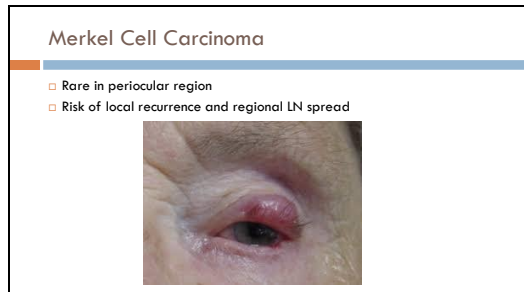 Merkel Cell Carcinoma
Rare in periocular region
Risk of local recurrence and regional LN spread